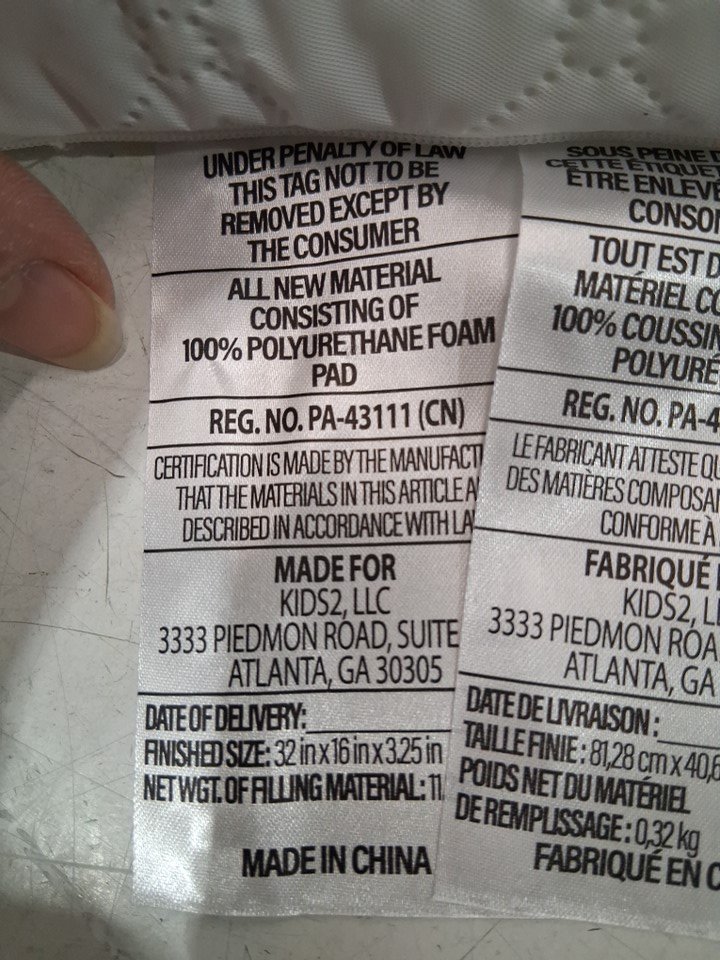 UNDER PENALTY OF LAW
THIS TAG NOT TO BE
REMOVED EXCEPT BY
THE CONSUMER
ALL NEW MATERIAL
CONSISTING OF
100% POLYURETHANE FOAM
PAD
REG. NO. PA-43111 (CN)
CERTIFICATION IS MADE BY THE MANUFACT
THAT THE MATERIALS IN THIS ARTICLE A
DESCRIBED IN ACCORDANCE WITH LA
MADE FOR
KIDS2, LLC
3333 PIEDMON ROAD, SUITE
ATLANTA, GA 30305
DATE OF DELIVERY:
FINISHED SIZE: 32 in x 16 in x 3.25 in
NET WGT. OF FILLING MATERIAL: 11
MADE IN CHINA
SOUS PEINE D
CETTE ÉTIQUET
ÊTRE ENLEV
CONSO
TOUT EST D
MATÉRIEL CO
100% COUSSIN
POLYURÉ
REG. NO. PA-4
LE FABRICANT ATTESTE QU
DES MATIÈRES COMPOSA
CONFORME À
FABRIQUÉ
KIDS2, LL
3333 PIEDMON ROA
ATLANTA, GA
DATE DE LIVRAISON :
TAILLE FINIE : 81,28 cm x 40,6
POIDS NET DU MATÉRIEL
DE REMPLISSAGE : 0,32 kg
FABRIQUÉ EN C